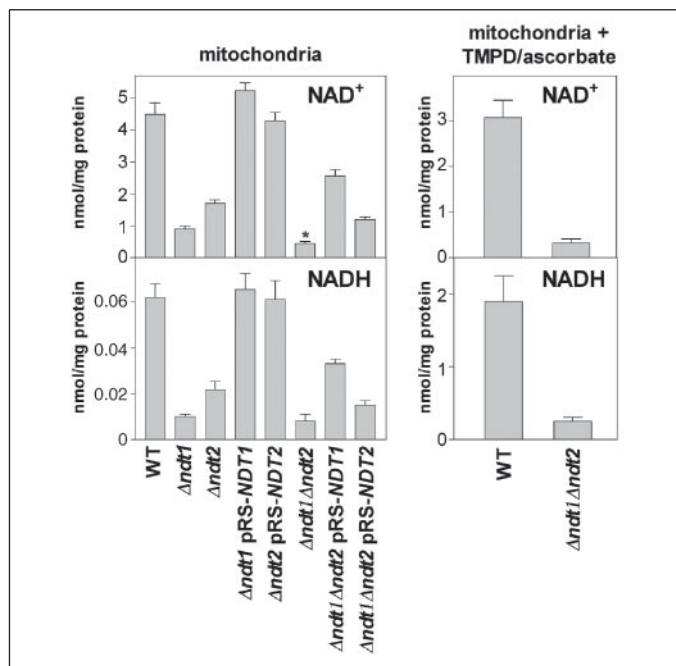 mitochondria
mitochondria +
TMPD/ascorbate
nmol/mg protein
5
4
3
2
1
0
NAD⁺
*
nmol/mg protein
3
2
1
0
NAD⁺
nmol/mg protein
0.06
0.04
0.02
0
NADH
nmol/mg protein
2
1
0
NADH
WT
Δndt1
Δndt2
Δndt1 pRS-NDT1
Δndt2 pRS-NDT2
Δndt1Δndt2
Δndt1Δndt2 pRS-NDT1
Δndt1Δndt2 pRS-NDT2
WT
Δndt1Δndt2